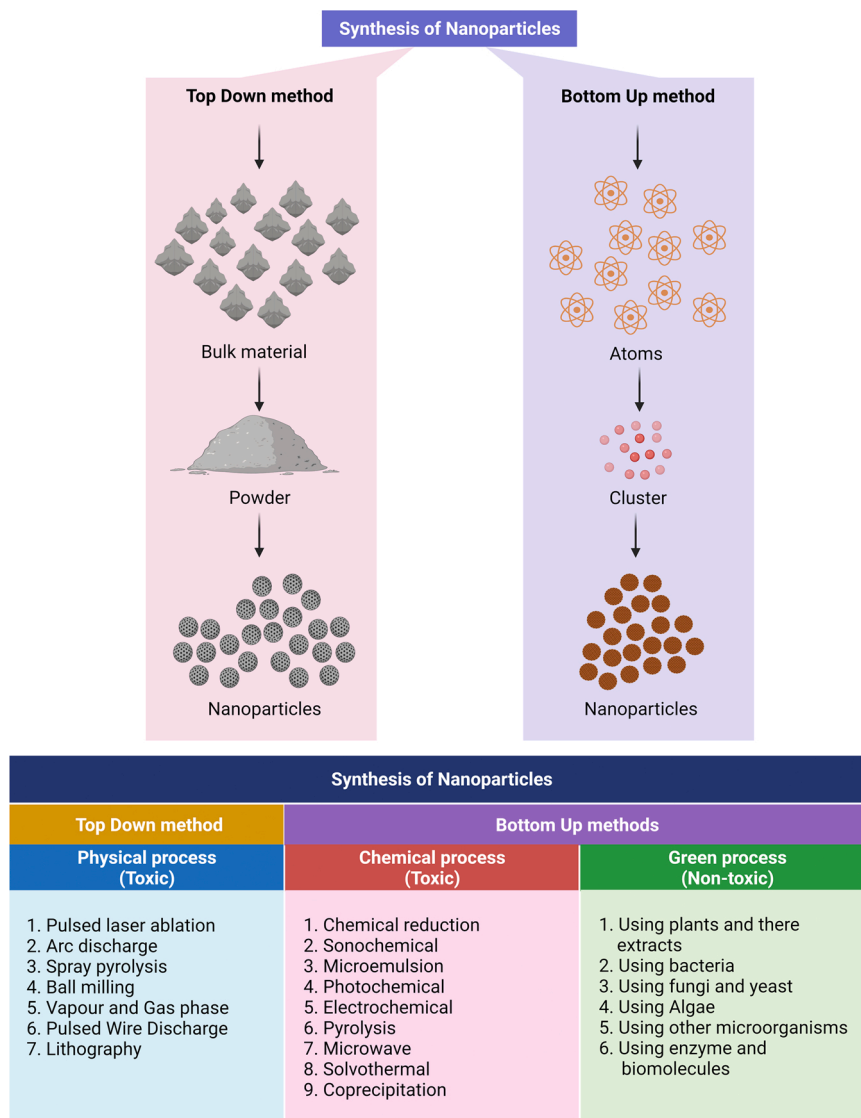 Synthesis of Nanoparticles
Top Down method
Bulk material
Powder
Nanoparticles
Bottom Up method
Atoms
Cluster
Nanoparticles
Synthesis of Nanoparticles
Top Down method
Bottom Up methods
Physical process
(Toxic)
1. Pulsed laser ablation
2. Arc discharge
3. Spray pyrolysis
4. Ball milling
5. Vapour and Gas phase
6. Pulsed Wire Discharge
7. Lithography
Chemical process
(Toxic)
1. Chemical reduction
2. Sonochemical
3. Microemulsion
4. Photochemical
5. Electrochemical
6. Pyrolysis
7. Microwave
8. Solvothermal
9. Coprecipitation
Green process
(Non-toxic)
1. Using plants and there
extracts
2. Using bacteria
3. Using fungi and yeast
4. Using Algae
5. Using other microorganisms
6. Using enzyme and
biomolecules